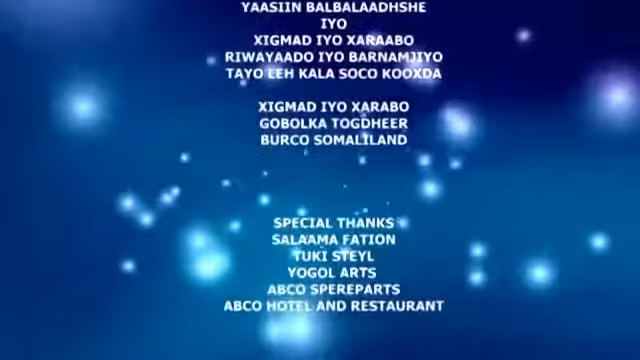 YAASIIN BALBALAADHSHE
IYO
XIGMAD IYO XARAABO
RIWAYAADO IYO BARNAMJIYO
TAYO LEH KALA SOCO KOOXDA
XIGMAD IYO XARABO
GOBOLKA TOGDHEER
BURCO SOMALILAND
SPECIAL THANKS
SALAAMA FATION
TUKI STEYL
YOGOL ARTS
ABCO SPEREPARTS
ABCO HOTEL AND RESTAURANT